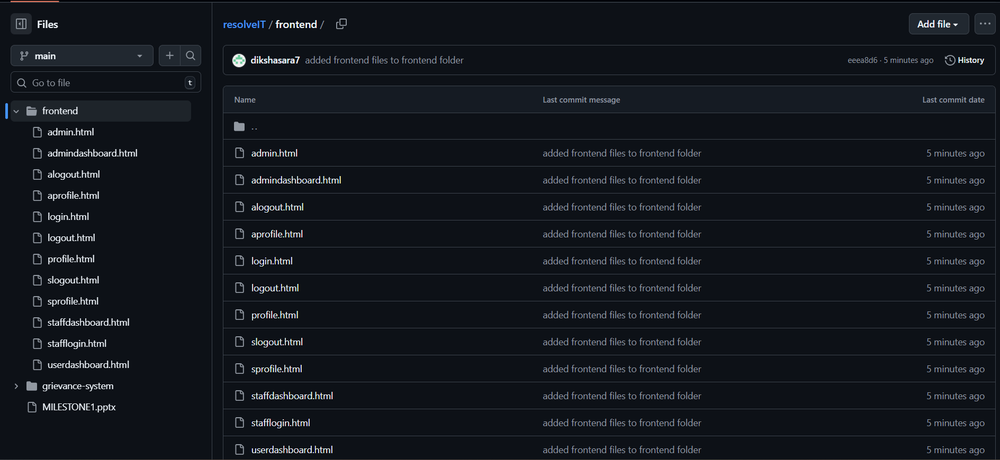 Files
main
Go to file
t
frontend
admin.html
admindashboard.html
alogout.html
aprofile.html
login.html
logout.html
profile.html
slogout.html
sprofile.html
staffdashboard.html
stafflogin.html
userdashboard.html
grievance-system
MILESTONE1.pptx
resolveIT / frontend /
Add file
dikshasara7 added frontend files to frontend folder
eeea8d6 · 5 minutes ago
History
Name Last commit message Last commit date
..
admin.html added frontend files to frontend folder 5 minutes ago
admindashboard.html added frontend files to frontend folder 5 minutes ago
alogout.html added frontend files to frontend folder 5 minutes ago
aprofile.html added frontend files to frontend folder 5 minutes ago
login.html added frontend files to frontend folder 5 minutes ago
logout.html added frontend files to frontend folder 5 minutes ago
profile.html added frontend files to frontend folder 5 minutes ago
slogout.html added frontend files to frontend folder 5 minutes ago
sprofile.html added frontend files to frontend folder 5 minutes ago
staffdashboard.html added frontend files to frontend folder 5 minutes ago
stafflogin.html added frontend files to frontend folder 5 minutes ago
userdashboard.html added frontend files to frontend folder 5 minutes ago